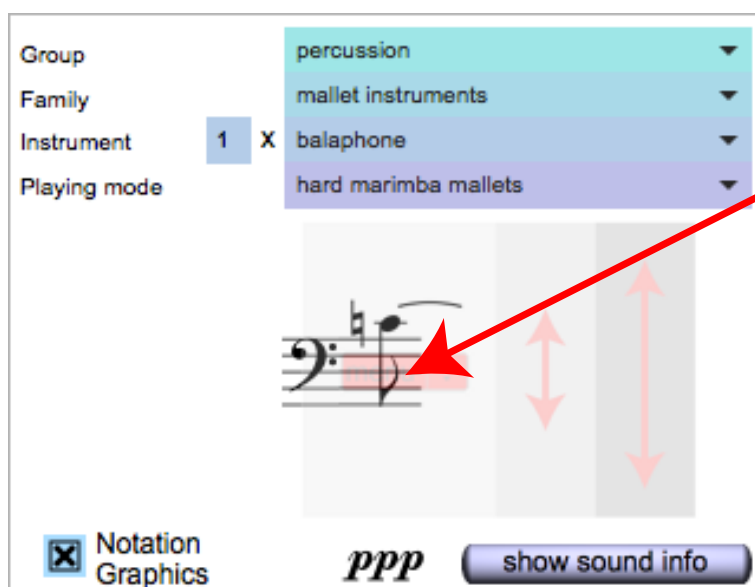 Group percussion
Family mallet instruments
Instrument 1 X balaphone
Playing mode hard marimba mallets
Notation
Graphics
ppp show sound info